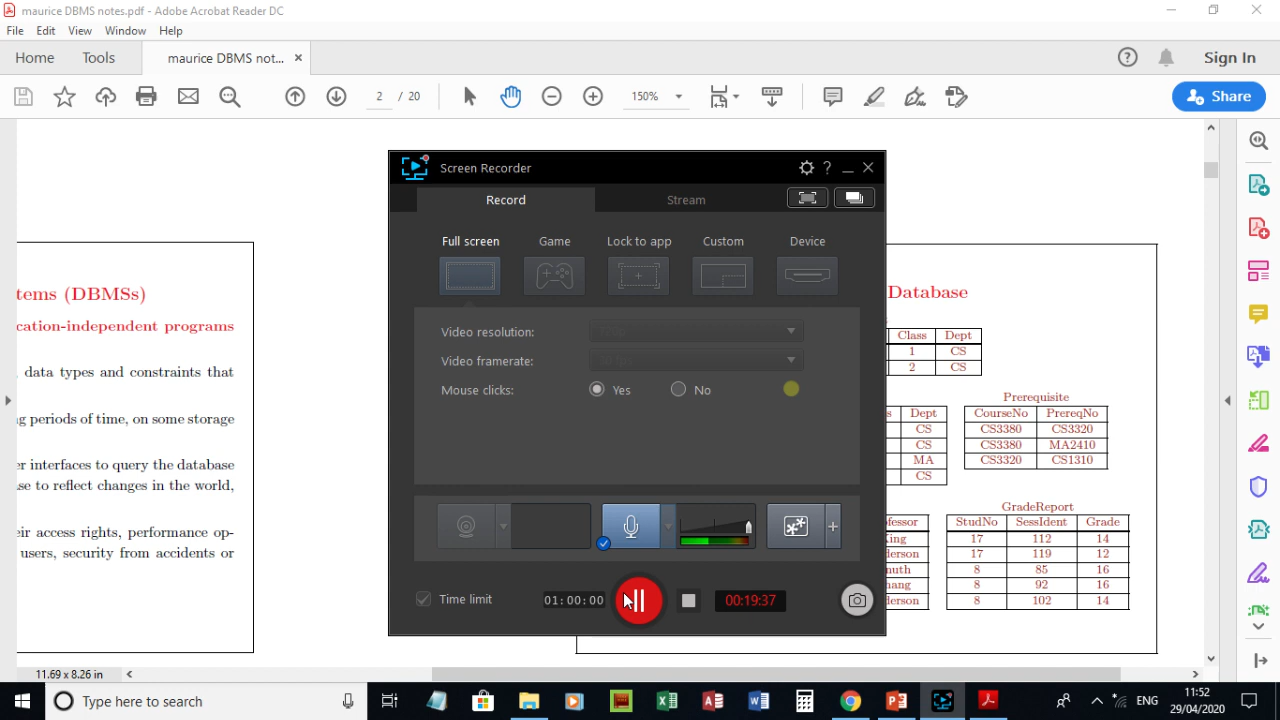 maurice DBMS notes.pdf - Adobe Acrobat Reader DC
File Edit View Window Help
Home Tools maurice DBMS not... ×
Sign In
2 / 20 150% Share
Screen Recorder
Record Stream
Full screen Game Lock to app Custom Device
Video resolution:
Video framerate:
Mouse clicks: Yes No
Time limit 01:00:00 00:19:37
tems (DBMSs)
cation-independent programs
, data types and constraints that
ng periods of time, on some storage
er interfaces to query the database
se to reflect changes in the world,
eir access rights, performance op-
users, security from accidents or
Database
Class Dept
1 CS
2 CS
Dept
CS
CS
MA
CS
Prerequisite
CourseNo PrereqNo
CS3380 CS3320
CS3380 MA2410
CS3320 CS1310
ofessor
King
derson
nuth
hang
derson
GradeReport
StudNo SessIdent Grade
17 112 14
17 119 12
8 85 16
8 92 16
8 102 14
11.69 x 8.26 in
Type here to search
ENG
11:52
29/04/2020